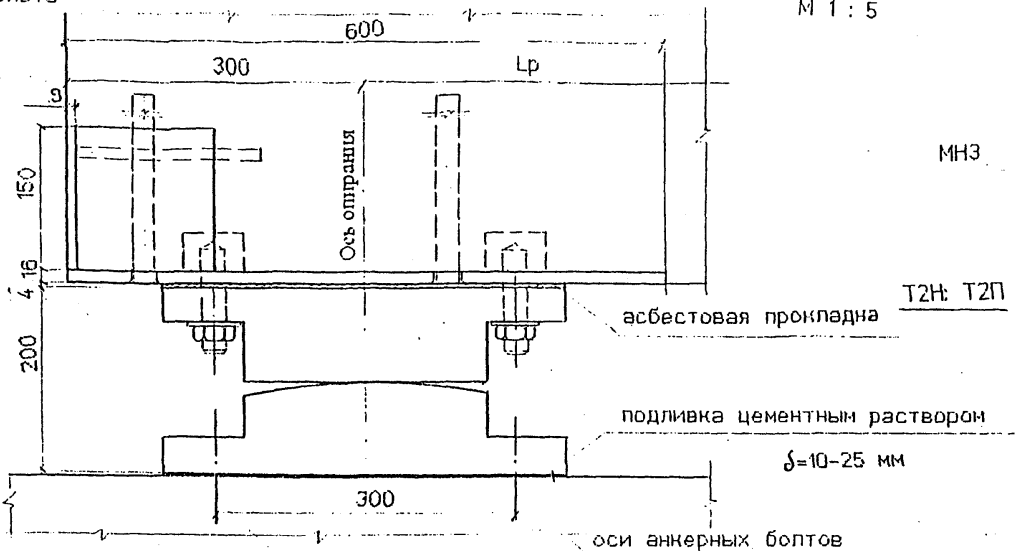 М 1 : 5
600
300
Lp
9
150
Ось опирания
МНЗ
16
4
Т2Н: Т2П
асбестовая прокладка
200
подливка цементным раствором
δ=10-25 мм
300
оси анкерных болтов